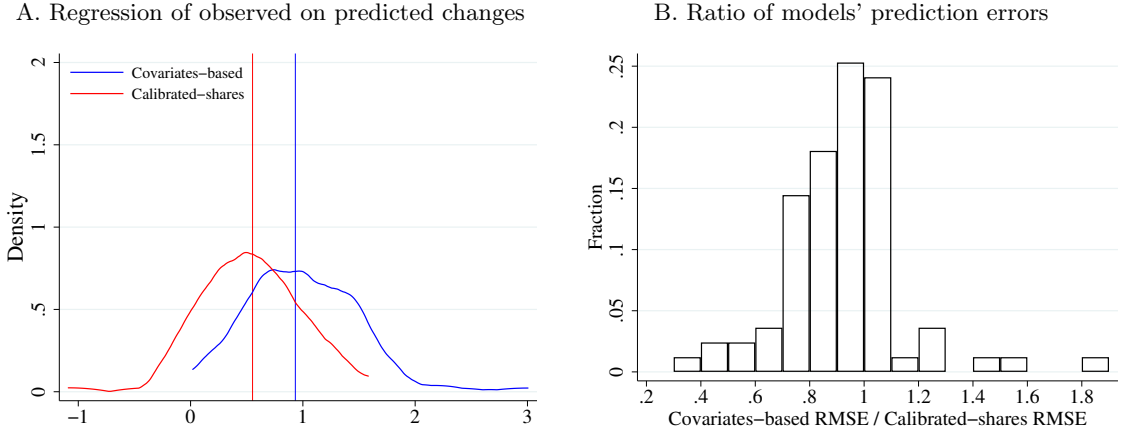 A. Regression of observed on predicted changes
2
1.5
1
.5
0
Density
Covariates−based
Calibrated−shares
−1 0 1 2 3
B. Ratio of models’ prediction errors
.25
.2
.15
.1
.05
0
Fraction
.2 .4 .6 .8 1 1.2 1.4 1.6 1.8
Covariates−based RMSE / Calibrated−shares RMSE